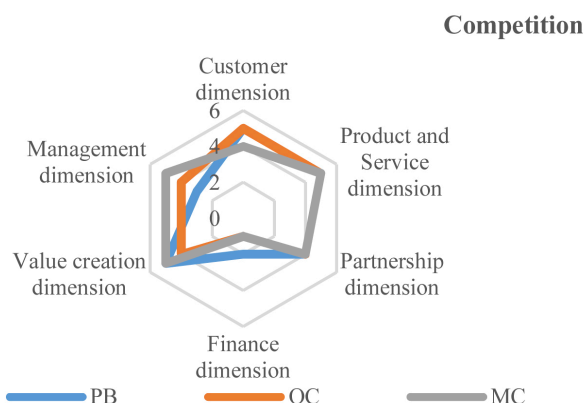 Competition
Customer
dimension
6
4
2
0
Product and
Service
dimension
Management
dimension
Value creation
dimension
Partnership
dimension
Finance
dimension
PB OC MC